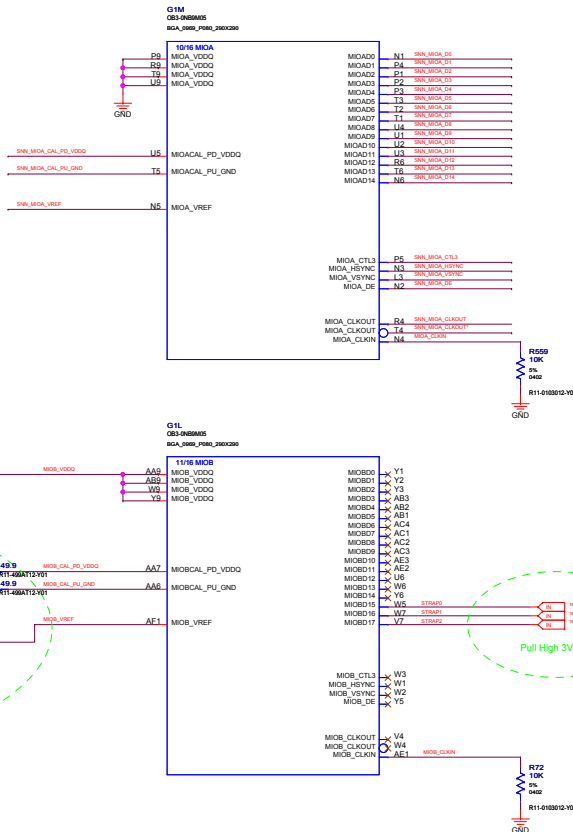 G1M
OB3-0NB9M05
BGA_0969_P080_290X290
10/16 MIOA
P9 MIOA_VDDQ
R9 MIOA_VDDQ
T9 MIOA_VDDQ
U9 MIOA_VDDQ
GND
SNN_MIOACAL_PD_VDDQ U5 MIOACAL_PD_VDDQ
SNN_MIOACAL_PU_GND T5 MIOACAL_PU_GND
SNN_MIOA_VREF N5 MIOA_VREF
MIOAD0 N1 SNN_MIOA_D0
MIOAD1 P4 SNN_MIOA_D1
MIOAD2 P1 SNN_MIOA_D2
MIOAD3 P2 SNN_MIOA_D3
MIOAD4 P3 SNN_MIOA_D4
MIOAD5 T3 SNN_MIOA_D5
MIOAD6 T2 SNN_MIOA_D6
MIOAD7 T1 SNN_MIOA_D7
MIOAD8 U4 SNN_MIOA_D8
MIOAD9 U1 SNN_MIOA_D9
MIOAD10 U2 SNN_MIOA_D10
MIOAD11 U3 SNN_MIOA_D11
MIOAD12 R6 SNN_MIOA_D12
MIOAD13 T6 SNN_MIOA_D13
MIOAD14 N6 SNN_MIOA_D14
MIOA_CTL3 P5 SNN_MIOA_CTL3
MIOA_HSYNC N3 SNN_MIOA_HSYNC
MIOA_VSYNC L3 SNN_MIOA_VSYNC
MIOA_DE N2 SNN_MIOA_DE
MIOA_CLKOUT R4 SNN_MIOA_CLKOUT
MIOA_CLKOUT T4 SNN_MIOA_CLKOUT*
MIOA_CLKIN N4 MIOA_CLKIN
R559
10K
5%
0402
R11-0103012-Y0
GND
G1L
OB3-0NB9M05
BGA_0969_P080_290X290
11/16 MIOB
MIOB_VDDQ AA9 MIOB_VDDQ
AB9 MIOB_VDDQ
W9 MIOB_VDDQ
Y9 MIOB_VDDQ
49.9 MIOB_CAL_PD_VDDQ AA7 MIOBCAL_PD_VDDQ
R11-499AT12-Y01
49.9 MIOB_CAL_PU_GND AA6 MIOBCAL_PU_GND
R11-499AT12-Y01
MIOB_VREF AF1 MIOB_VREF
MIOBD0 Y1
MIOBD1 Y2
MIOBD2 Y3
MIOBD3 AB3
MIOBD4 AB2
MIOBD5 AB1
MIOBD6 AC4
MIOBD7 AC1
MIOBD8 AC2
MIOBD9 AC3
MIOBD10 AE3
MIOBD11 AE2
MIOBD12 U6
MIOBD13 W6
MIOBD14 Y6
MIOBD15 W5 STRAP0 IN
MIOBD16 W7 STRAP1 IN
MIOBD17 V7 STRAP2 IN
Pull High 3V
MIOB_CTL3 W3
MIOB_HSYNC W1
MIOB_VSYNC W2
MIOB_DE Y5
MIOB_CLKOUT V4
MIOB_CLKOUT W4
MIOB_CLKIN AE1 MIOB_CLKIN
R72
10K
5%
0402
R11-0103012-Y0
GND